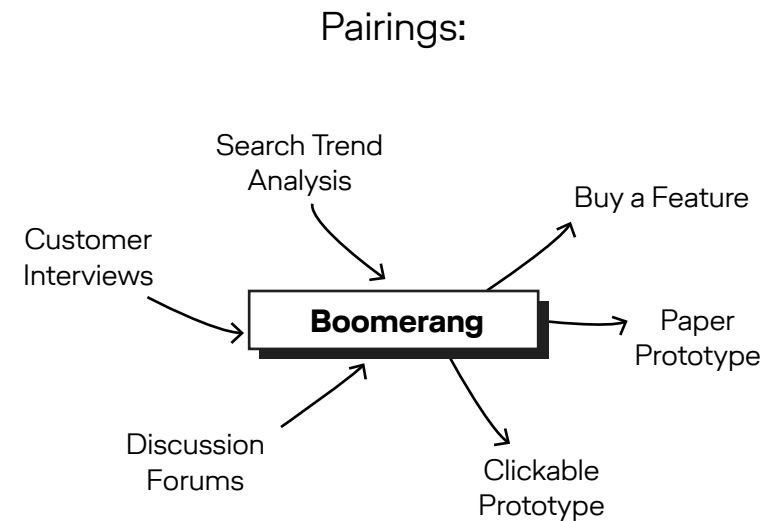 Pairings:
Search Trend
Analysis
Buy a Feature
Customer
Interviews
Boomerang
Paper
Prototype
Discussion
Forums
Clickable
Prototype